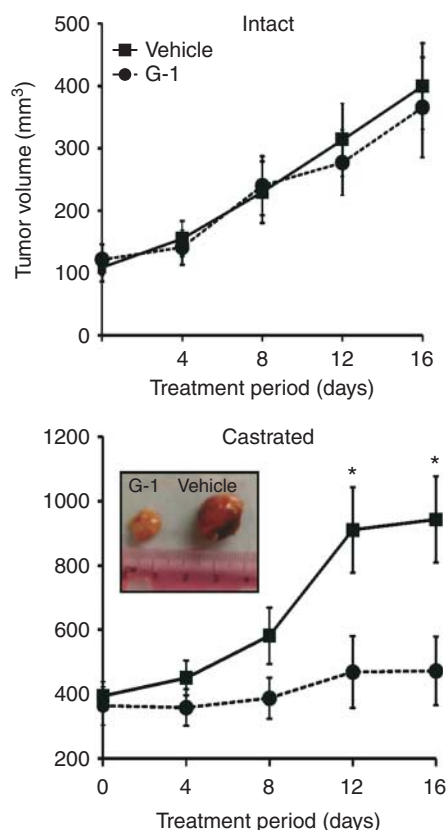 Intact
Vehicle
G-1
Tumor volume (mm³)
500
400
300
200
100
0
4 8 12 16
Treatment period (days)
Castrated
1200
1000
800
600
400
200
G-1 Vehicle
* *
0 4 8 12 16
Treatment period (days)